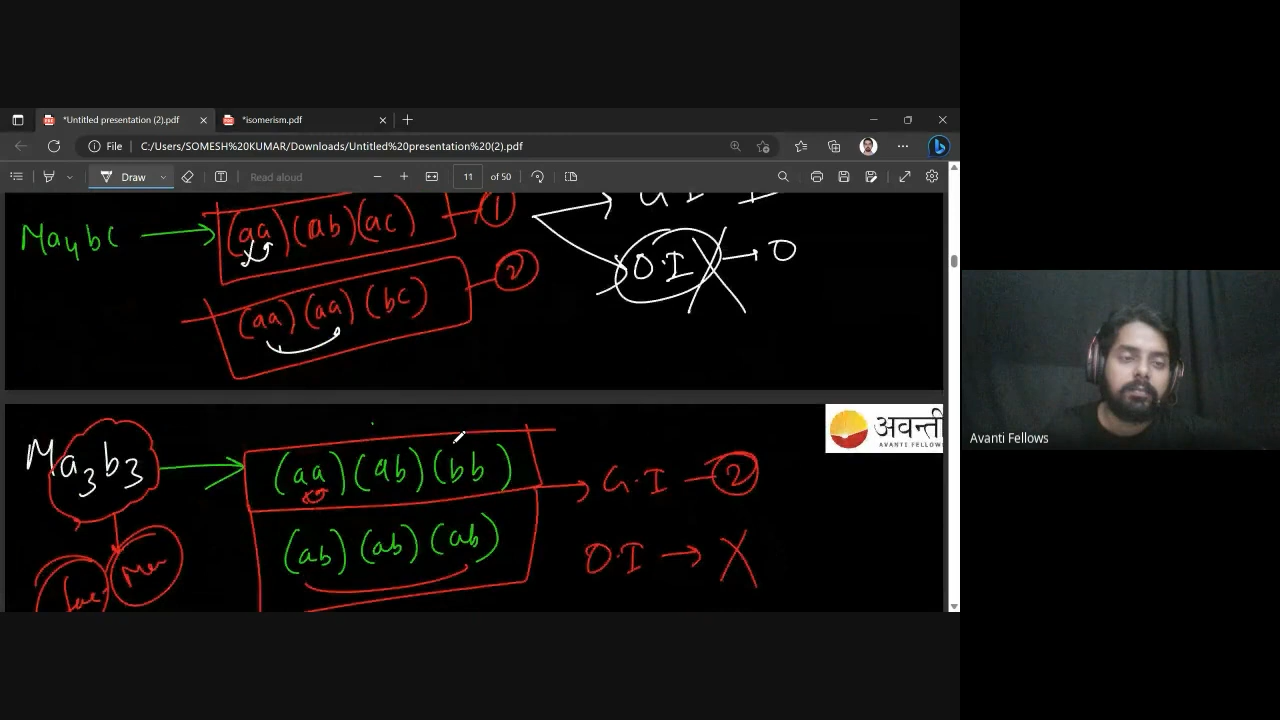 *Untitled presentation (2).pdf
*isomerism.pdf
File
C:/Users/SOMESH%20KUMAR/Downloads/Untitled%20presentation%20(2).pdf
Draw
Read aloud
11 of 50
Ma4bc → (aa) (ab) (ac) — 1
(aa) (aa) (bc) — 2
O.I → 0
Ma3b3 → (aa) (ab) (bb) → G.I — 2
(ab) (ab) (ab)
O.I → X
अवन्ती
AVANTI FELLOWS
Avanti Fellows